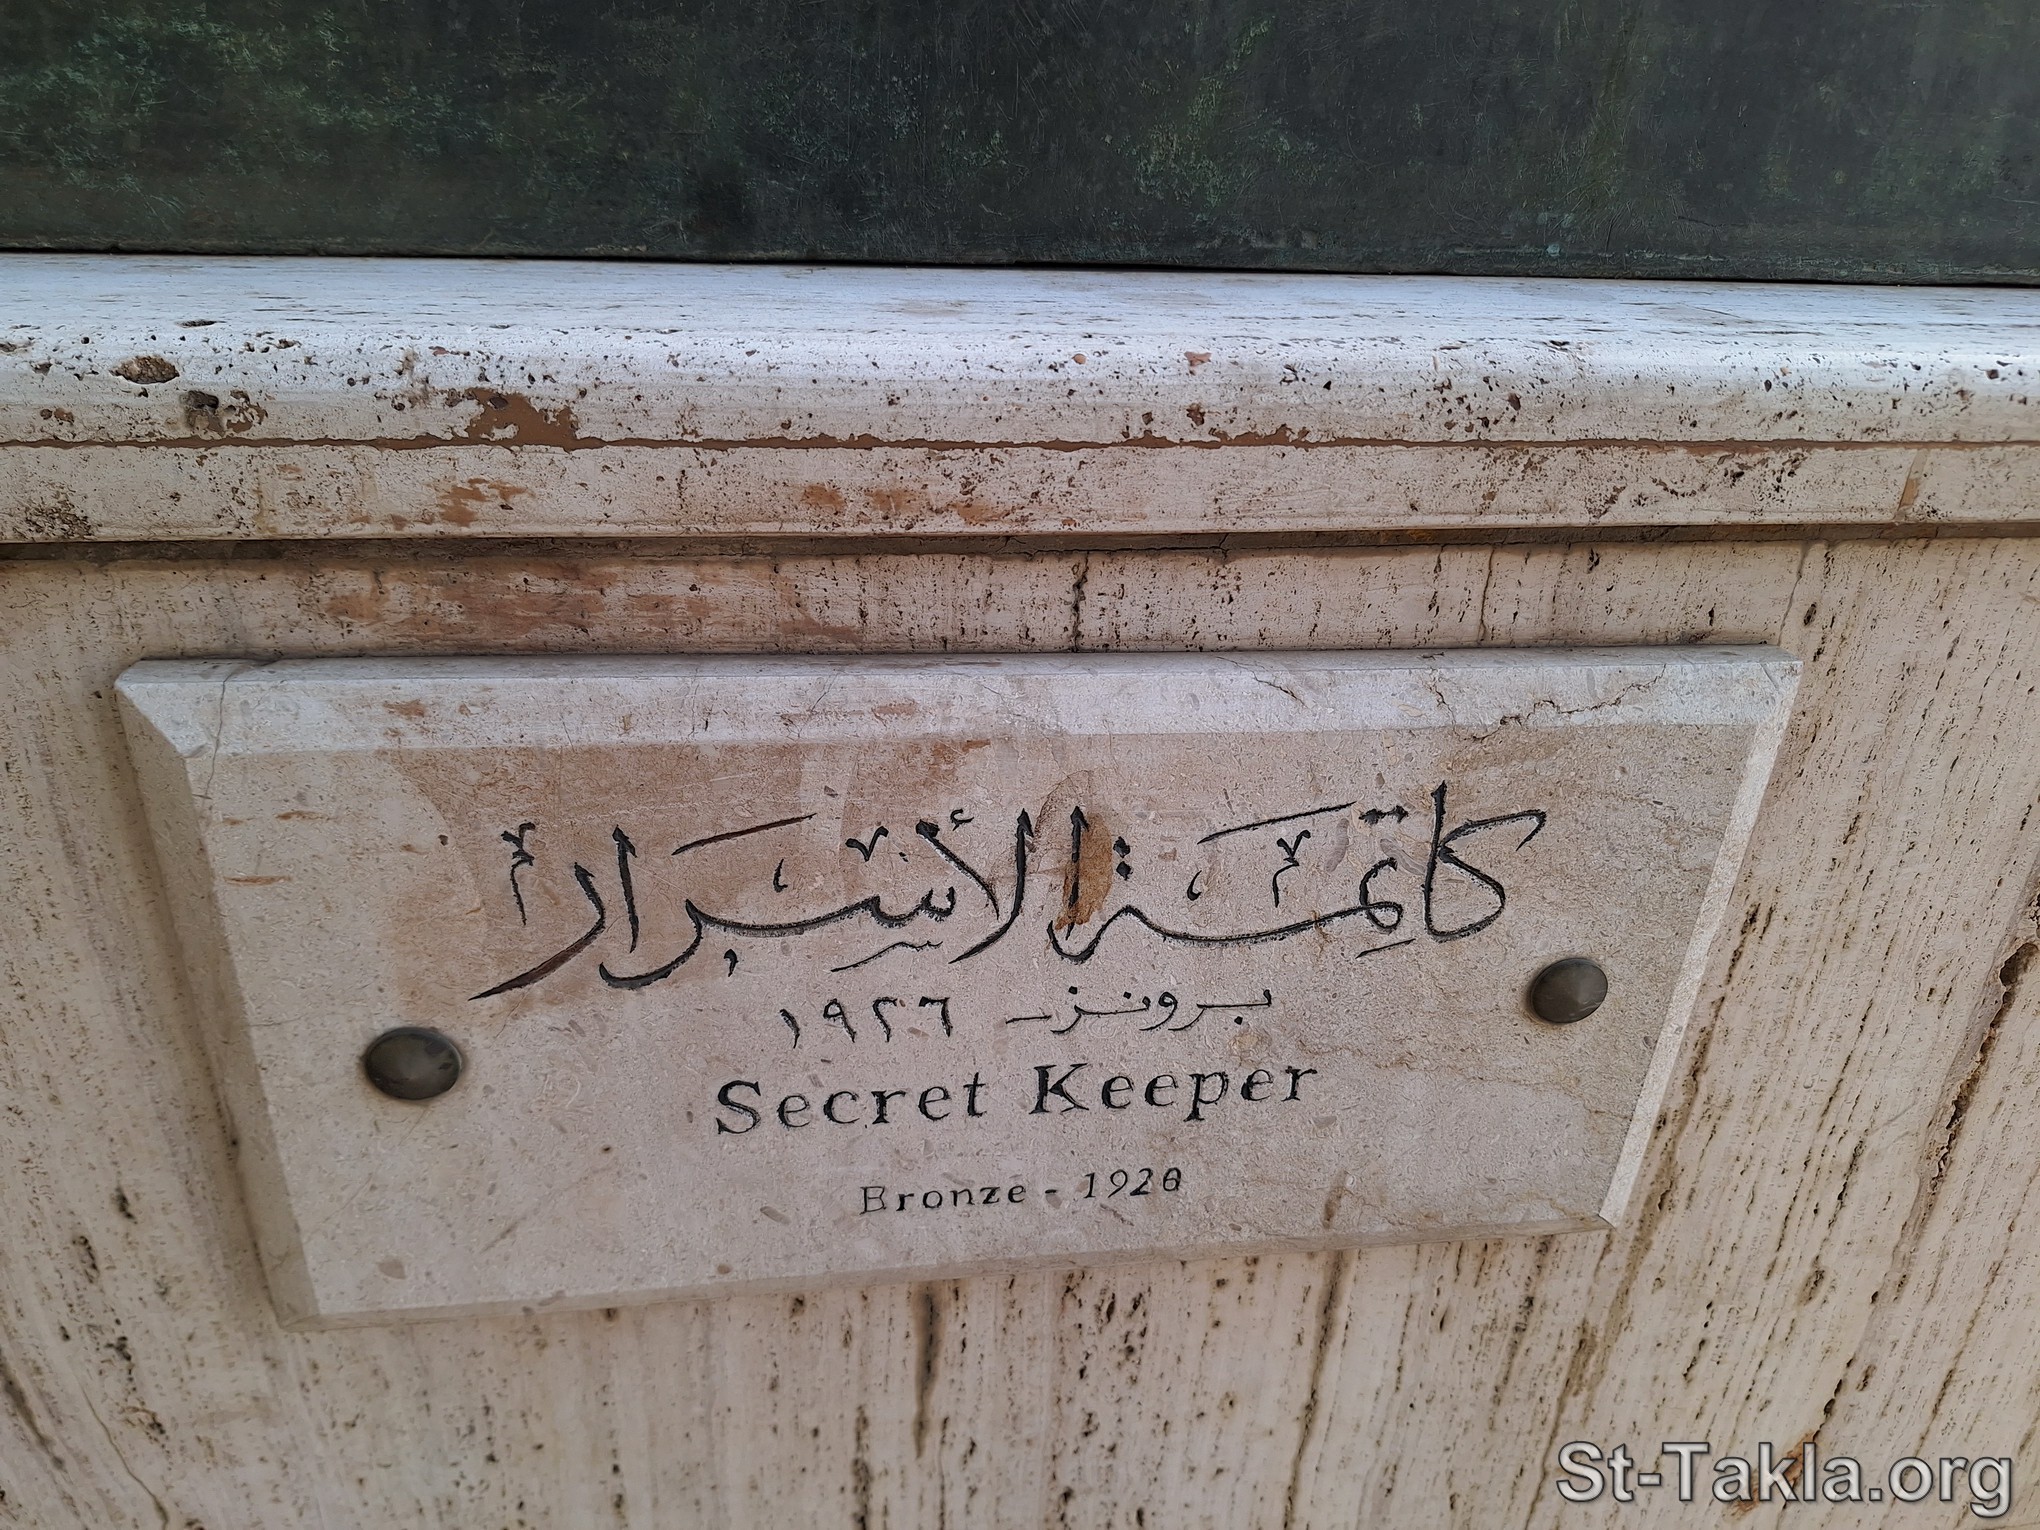 كاتمة الأسرار
برونز - ١٩٢٦
Secret Keeper
Bronze - 1926
St-Takla.org